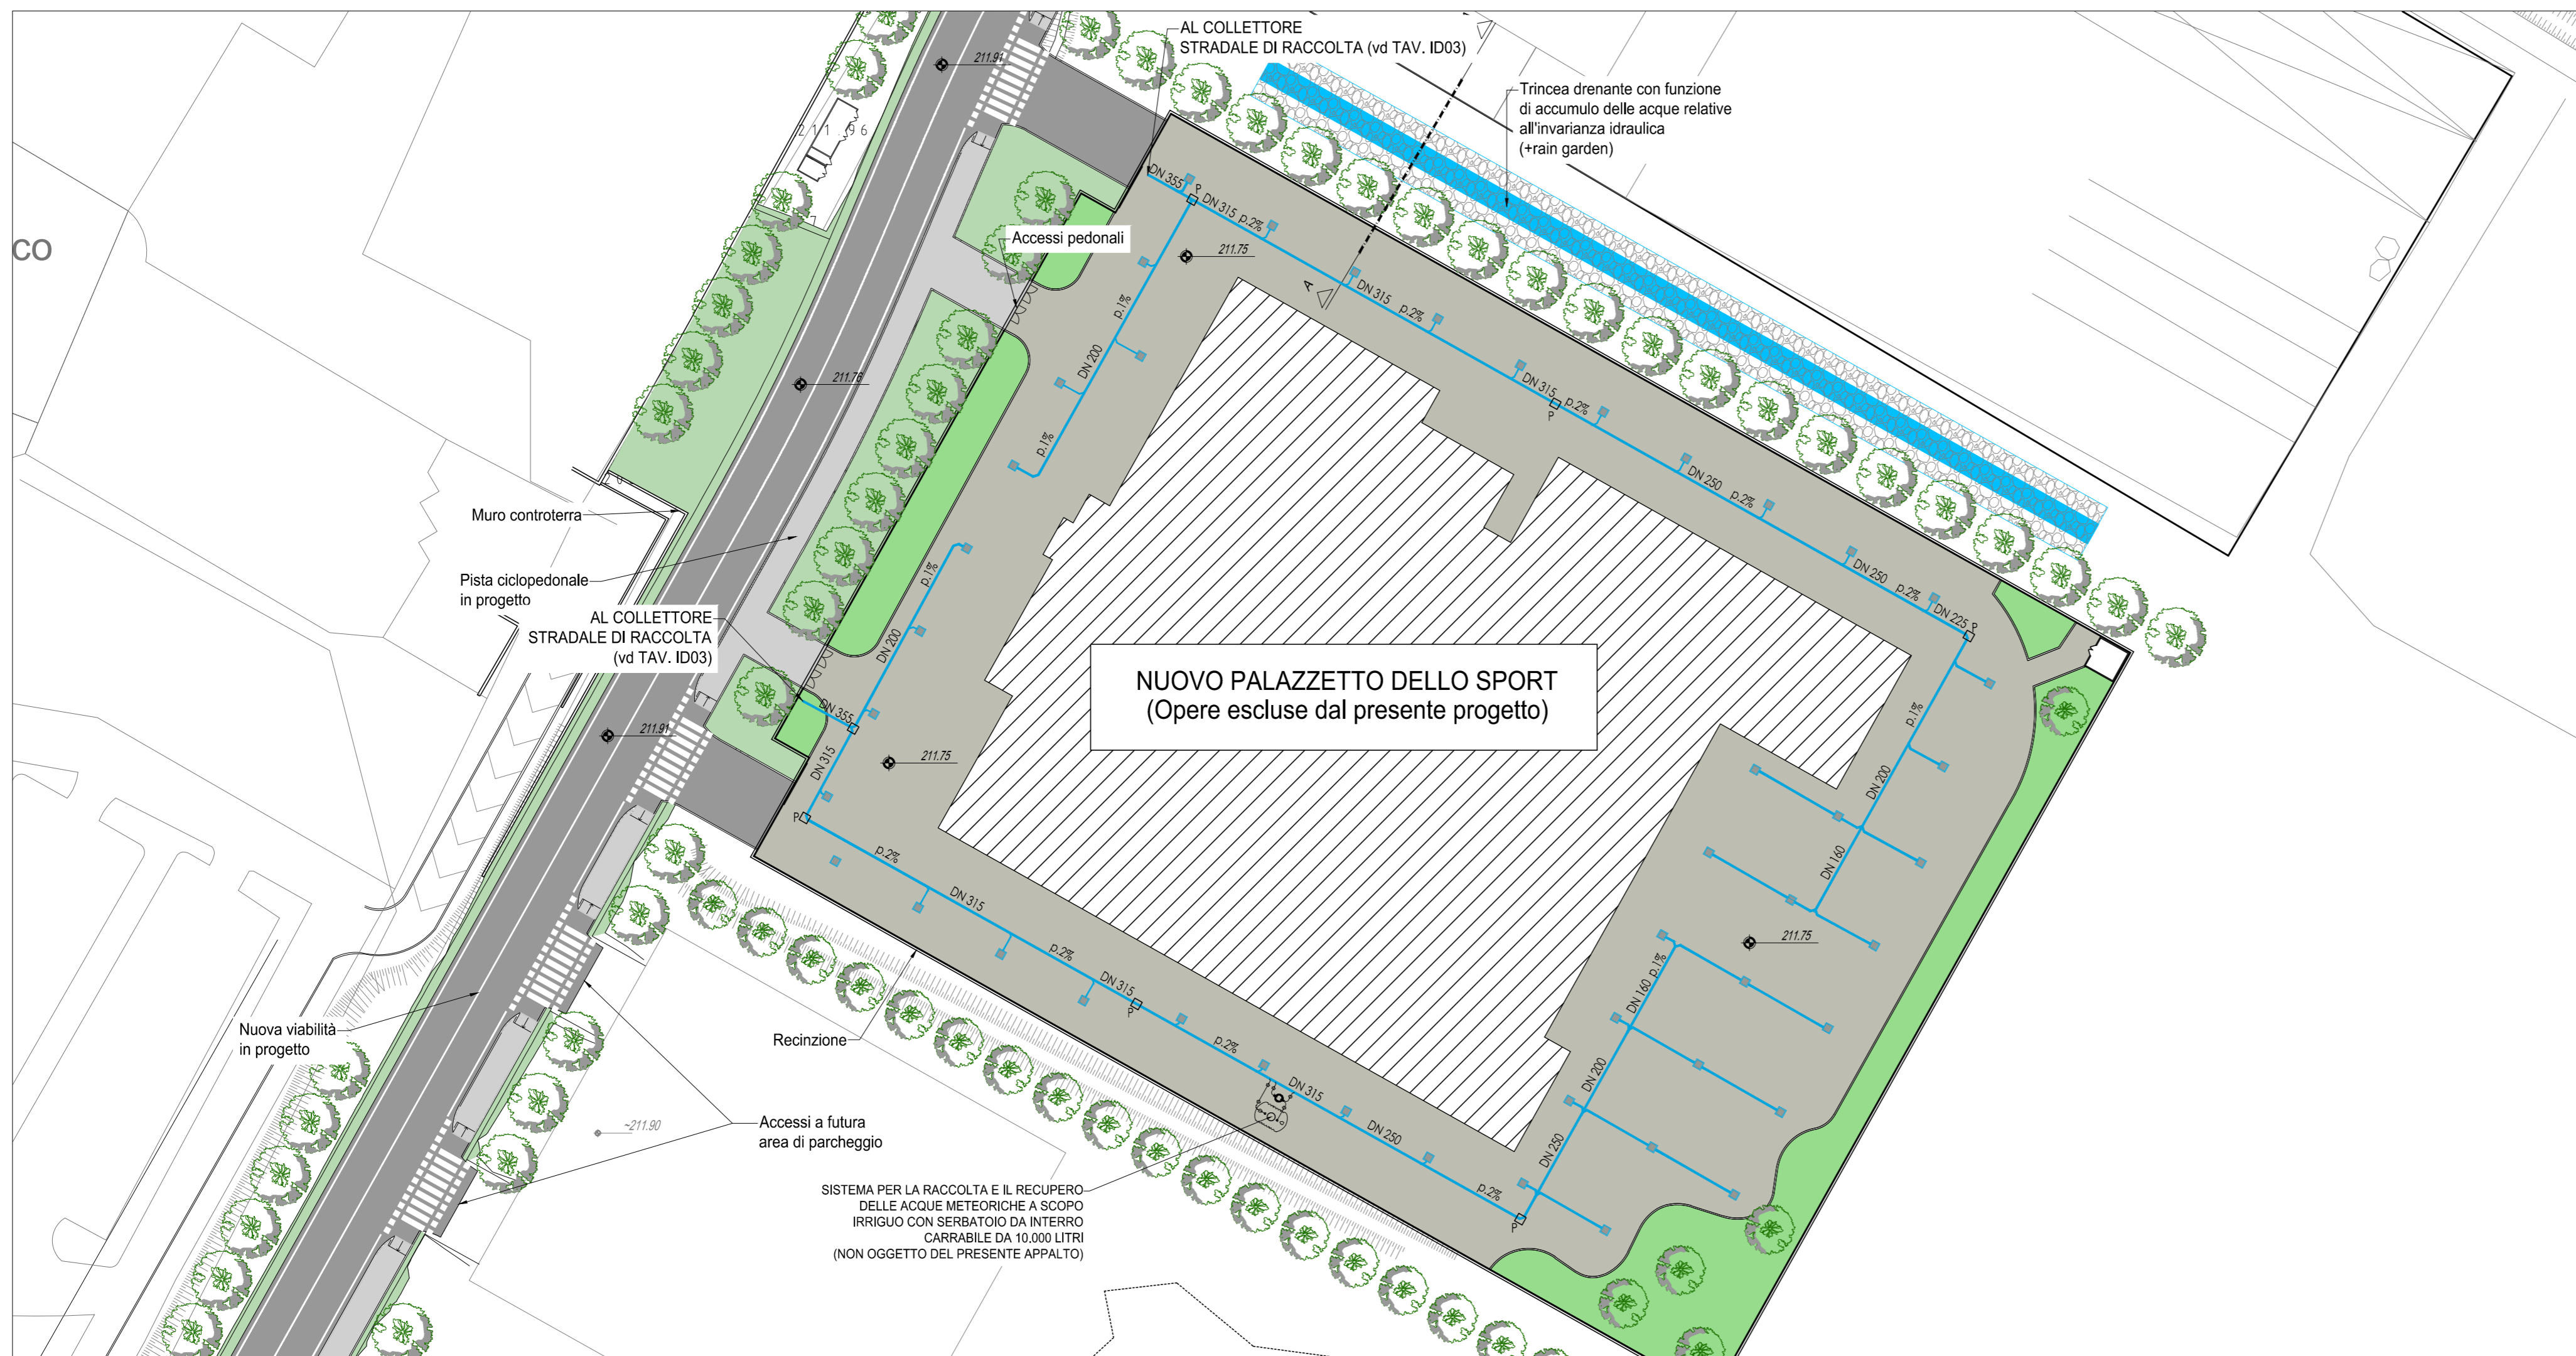 AL COLLETTORE
STRADALE DI RACCOLTA (vd TAV. ID03)
211.91
Trincea drenante con funzione
di accumulo delle acque relative
all'invarianza idraulica
(+rain garden)
211.96
CO
DN 355
P
DN 315
p.2%
Accessi pedonali
211.75
A
DN 315
p.2%
p.1%
DN 200
p.1%
211.76
DN 315
p.2%
P
DN 250
p.2%
Muro controterra
Pista ciclopedonale
in progetto
DN 250
p.2%
DN 225
P
AL COLLETTORE
STRADALE DI RACCOLTA
(vd TAV. ID03)
p.1%
DN 200
NUOVO PALAZZETTO DELLO SPORT
(Opere escluse dal presente progetto)
DN 355
211.91
DN 315
211.75
P
p.1%
DN 200
DN 160
p.2%
DN 315
211.75
p.2%
DN 315
P
DN 160
p.1%
Nuova viabilità
in progetto
Recinzione
p.2%
DN 315
DN 200
DN 250
DN 250
p.2%
P
~211.90
Accessi a futura
area di parcheggio
SISTEMA PER LA RACCOLTA E IL RECUPERO
DELLE ACQUE METEORICHE A SCOPO
IRRIGUO CON SERBATOIO DA INTERRO
CARRABILE DA 10.000 LITRI
(NON OGGETTO DEL PRESENTE APPALTO)